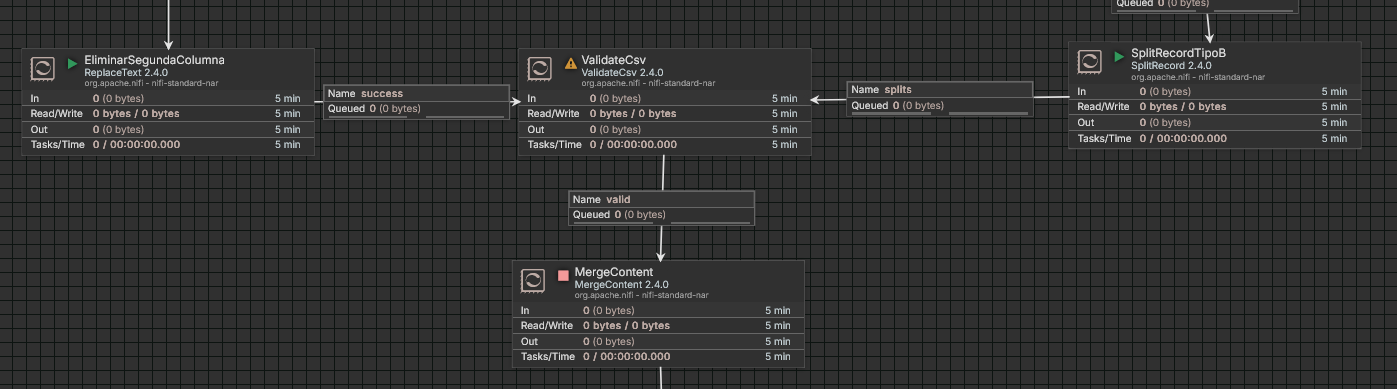 Queued 0 (0 bytes)
EliminarSegundaColumna
ReplaceText 2.4.0
org.apache.nifi - nifi-standard-nar
In 0 (0 bytes) 5 min
Read/Write 0 bytes / 0 bytes 5 min
Out 0 (0 bytes) 5 min
Tasks/Time 0 / 00:00:00.000 5 min
Name success
Queued 0 (0 bytes)
ValidateCsv
ValidateCsv 2.4.0
org.apache.nifi - nifi-standard-nar
In 0 (0 bytes) 5 min
Read/Write 0 bytes / 0 bytes 5 min
Out 0 (0 bytes) 5 min
Tasks/Time 0 / 00:00:00.000 5 min
Name splits
Queued 0 (0 bytes)
SplitRecordTipoB
SplitRecord 2.4.0
org.apache.nifi - nifi-standard-nar
In 0 (0 bytes) 5 min
Read/Write 0 bytes / 0 bytes 5 min
Out 0 (0 bytes) 5 min
Tasks/Time 0 / 00:00:00.000 5 min
Name valid
Queued 0 (0 bytes)
MergeContent
MergeContent 2.4.0
org.apache.nifi - nifi-standard-nar
In 0 (0 bytes) 5 min
Read/Write 0 bytes / 0 bytes 5 min
Out 0 (0 bytes) 5 min
Tasks/Time 0 / 00:00:00.000 5 min